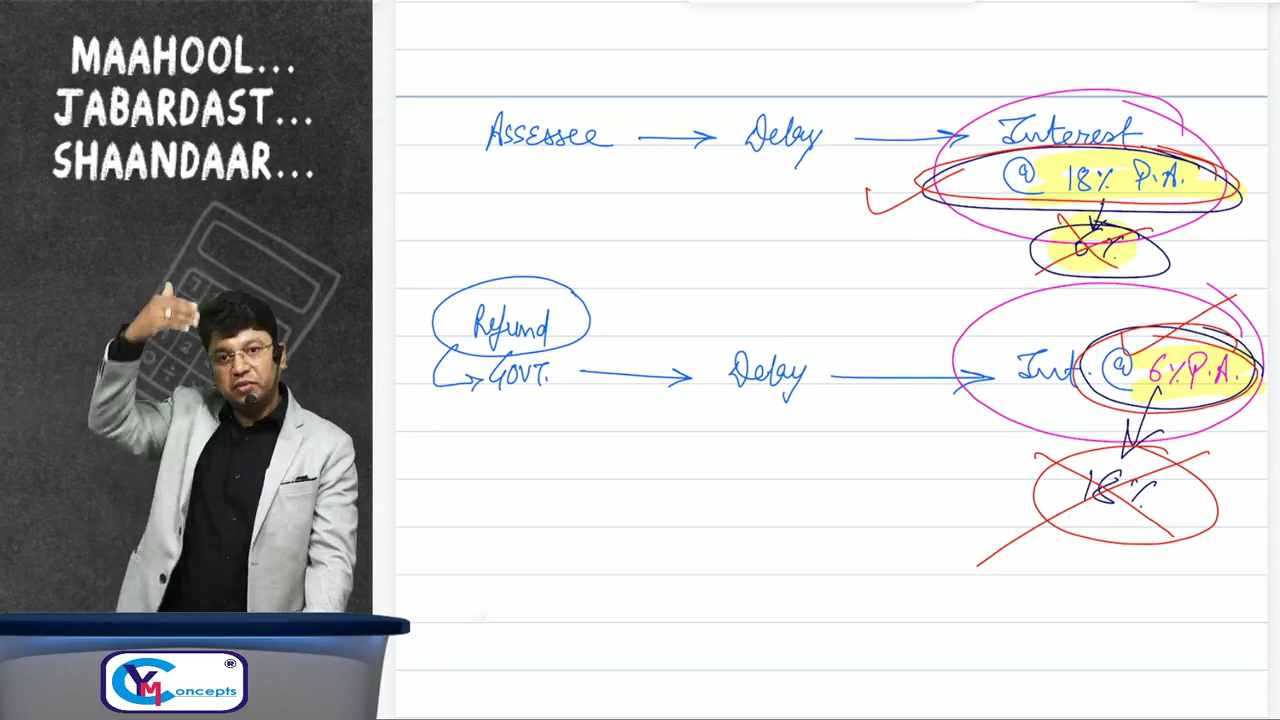 MAAHOOL...
JABARDAST...
SHAANDAAR...
Assessee → Delay → Interest
@ 18% P.A.
6%
Refund
↳ GOVT. → Delay → Int. @ 6% P.A.
18%
YM Concepts ®